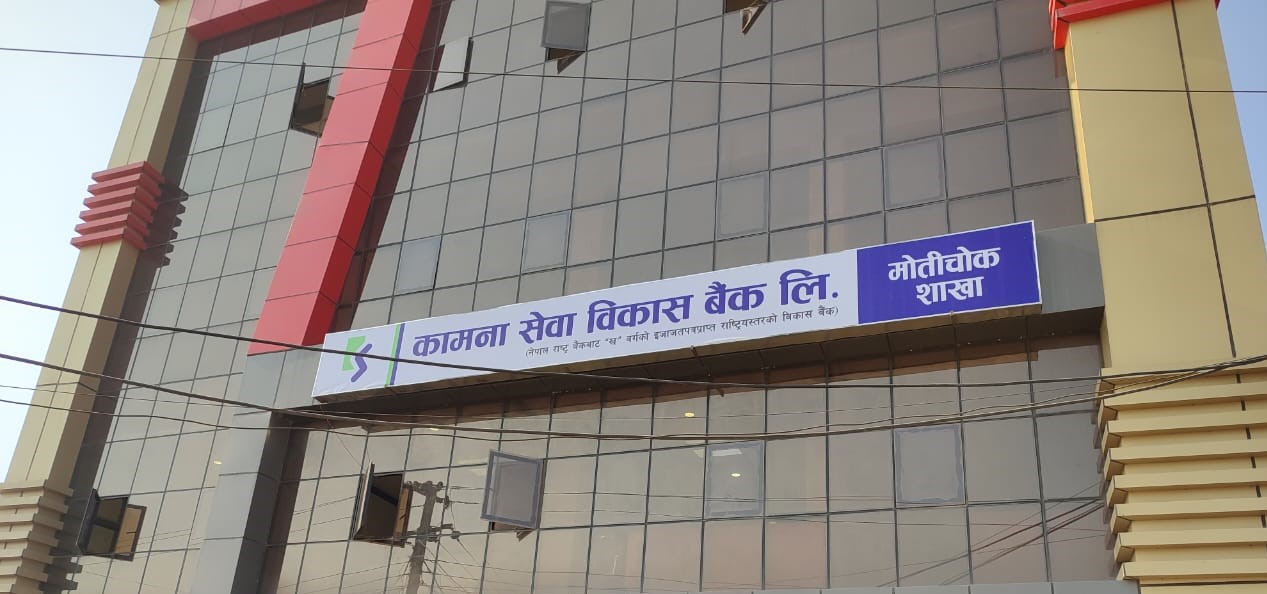 कामना सेवा विकास बैंक लि.
(नेपाल राष्ट्र बैंकबाट "ख" वर्गको इजाजतपत्रप्राप्त राष्ट्रियस्तरको विकास बैंक)
मोतीचोक
शाखा